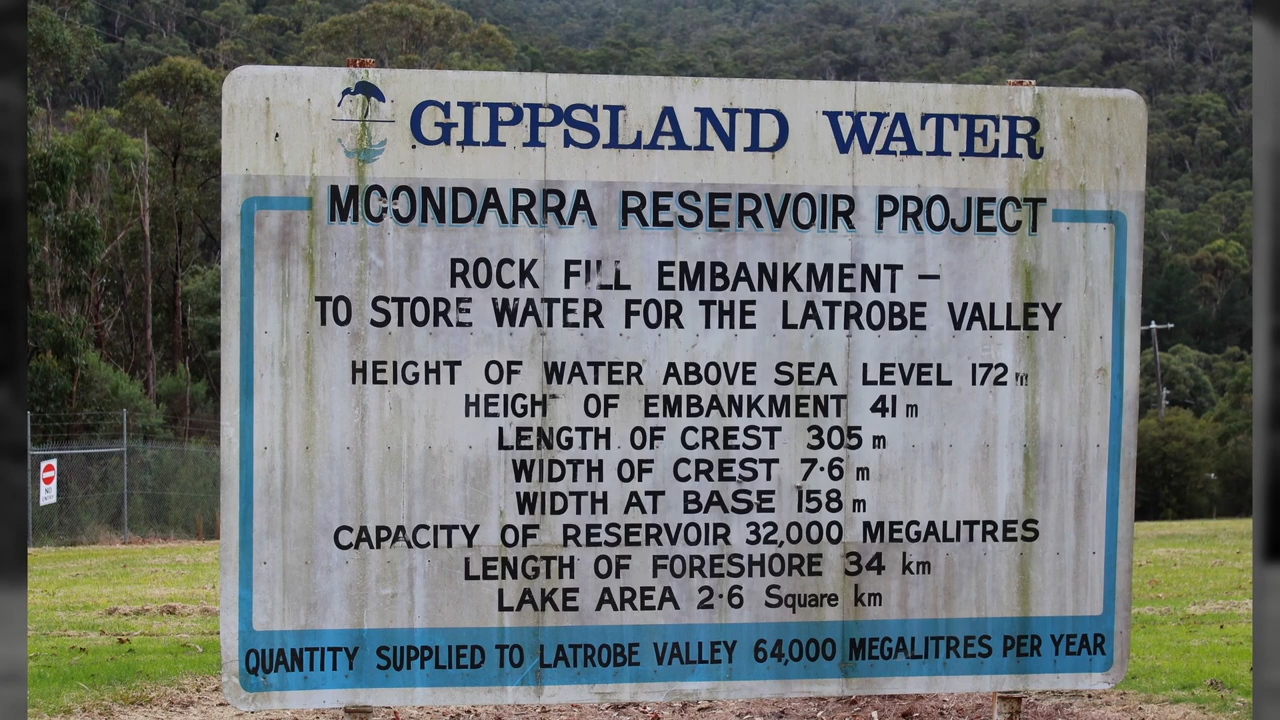 GIPPSLAND WATER
MOONDARRA RESERVOIR PROJECT
ROCK FILL EMBANKMENT –
TO STORE WATER FOR THE LATROBE VALLEY
HEIGHT OF WATER ABOVE SEA LEVEL 172 m
HEIGHT OF EMBANKMENT 41 m
LENGTH OF CREST 305 m
WIDTH OF CREST 7·6 m
WIDTH AT BASE 158 m
CAPACITY OF RESERVOIR 32,000 MEGALITRES
LENGTH OF FORESHORE 34 km
LAKE AREA 2·6 Square km
QUANTITY SUPPLIED TO LATROBE VALLEY 64,000 MEGALITRES PER YEAR
NO
ENTRY